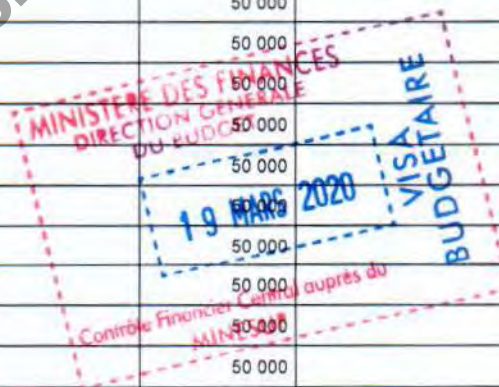 50 000
50 000
50 000
50 000
50 000
50 000
50 000
50 000
50 000
MINISTERE DES FINANCES
DIRECTION GENERALE
DU BUDGET
19 MARS 2020
VISA
BUDGETAIRE
Contrôle Financier Central auprès du
MINESUP